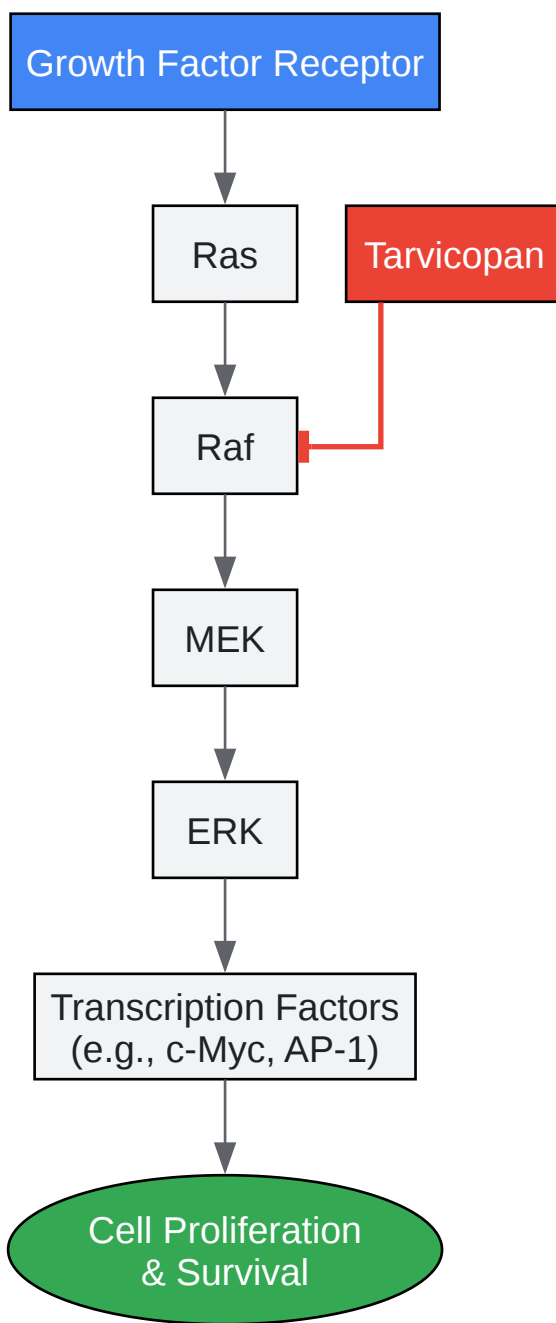 Growth Factor Receptor
Ras
Tarvicopan
Raf
MEK
ERK
Transcription Factors
(e.g., c-Myc, AP-1)
Cell Proliferation
& Survival